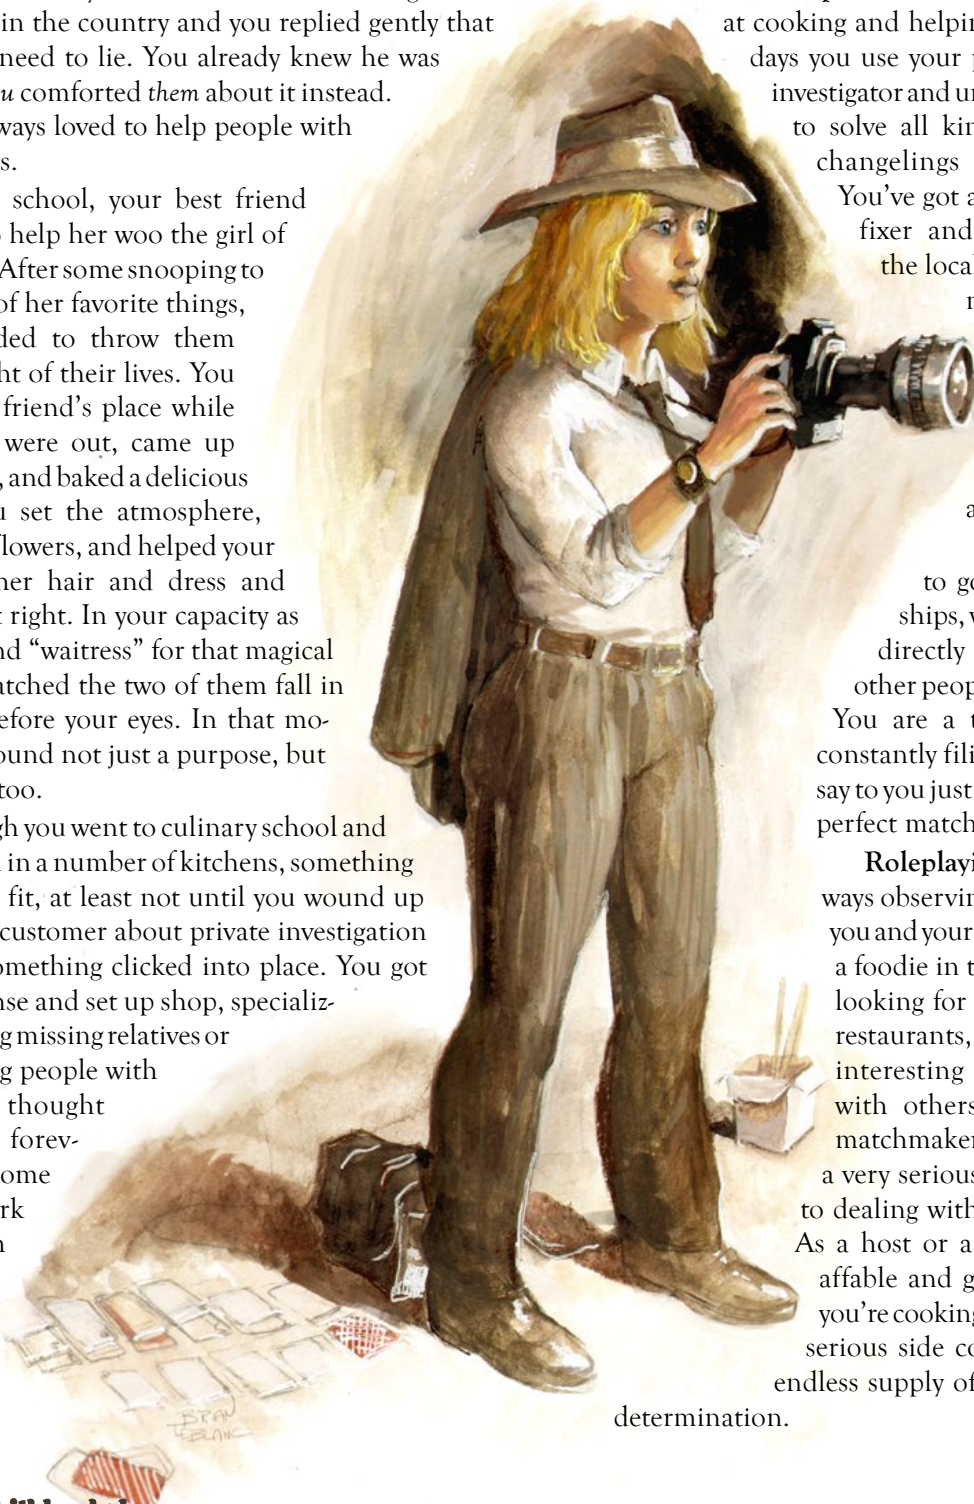 in the country and you replied gently that
need to lie. You already knew he was
u comforted them about it instead.
ways loved to help people with
s.
school, your best friend
help her woo the girl of
After some snooping to
of her favorite things,
ded to throw them
ht of their lives. You
friend's place while
were out, came up
, and baked a delicious
u set the atmosphere,
flowers, and helped your
her hair and dress and
t right. In your capacity as
nd “waitress” for that magical
atched the two of them fall in
efore your eyes. In that mo-
ound not just a purpose, but
too.
gh you went to culinary school and
in a number of kitchens, something
fit, at least not until you wound up
customer about private investigation
omething clicked into place. You got
nse and set up shop, specializ-
g missing relatives or
g people with
thought
forev-
ome
rk
n
at cooking and helpin
days you use your p
investigator and un
to solve all kin
changelings
You've got a
fixer and
the loca
a
to go
ships, w
directly
other peop
You are a t
constantly fili
say to you just
perfect match
Roleplayi
ways observin
you and your
a foodie in t
looking for
restaurants,
interesting
with others
matchmaker
a very serious
to dealing with
As a host or a
affable and g
you're cooking
serious side co
endless supply of
determination.
BRIAN
LEBLANC